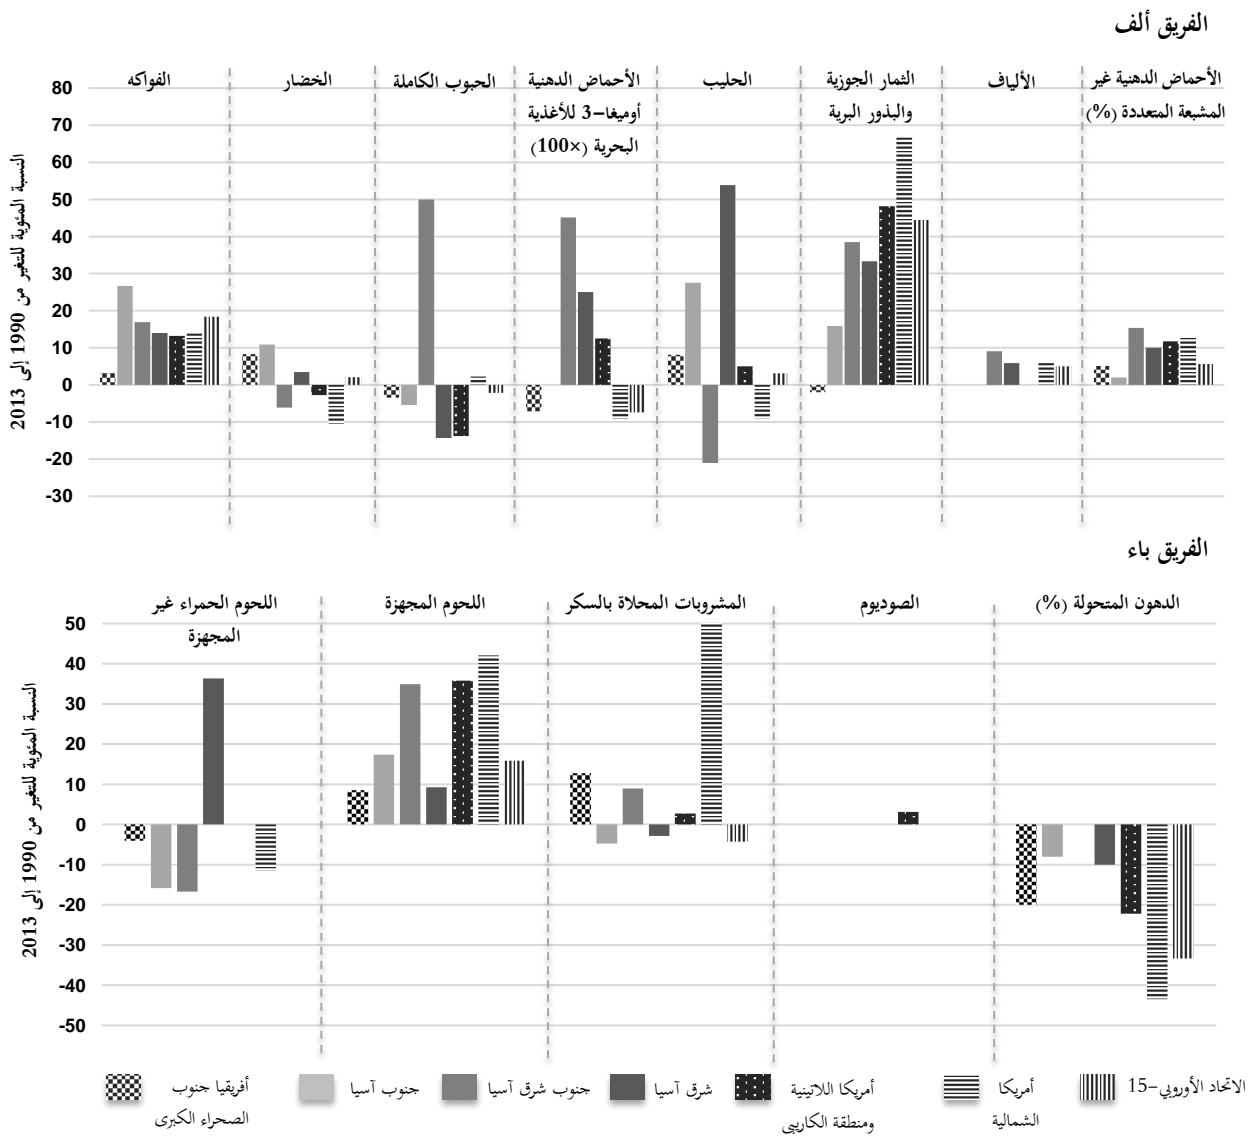 الفريق ألف
الفواكه
الخضار
الحبوب الكاملة
الأحماض الدهنية
أوميغا-3 للأغذية
البحرية (×100)
الحليب
الثمار الجوزية
والبذور البرية
الألياف
الأحماض الدهنية غير
المشبعة المتعددة (%)
النسبة المئوية للتغير من 1990 إلى 2013
80
70
60
50
40
30
20
10
0
-10
-20
-30
الفريق باء
اللحوم الحمراء غير
المجهزة
اللحوم المجهزة
المشروبات المحلاة بالسكر
الصوديوم
الدهون المتحولة (%)
النسبة المئوية للتغير من 1990 إلى 2013
50
40
30
20
10
0
-10
-20
-30
-40
-50
أفريقيا جنوب
الصحراء الكبرى
جنوب آسيا
جنوب شرق آسيا
شرق آسيا
أمريكا اللاتينية
ومنطقة الكاريبي
أمريكا
الشمالية
الاتحاد الأوروبي-15